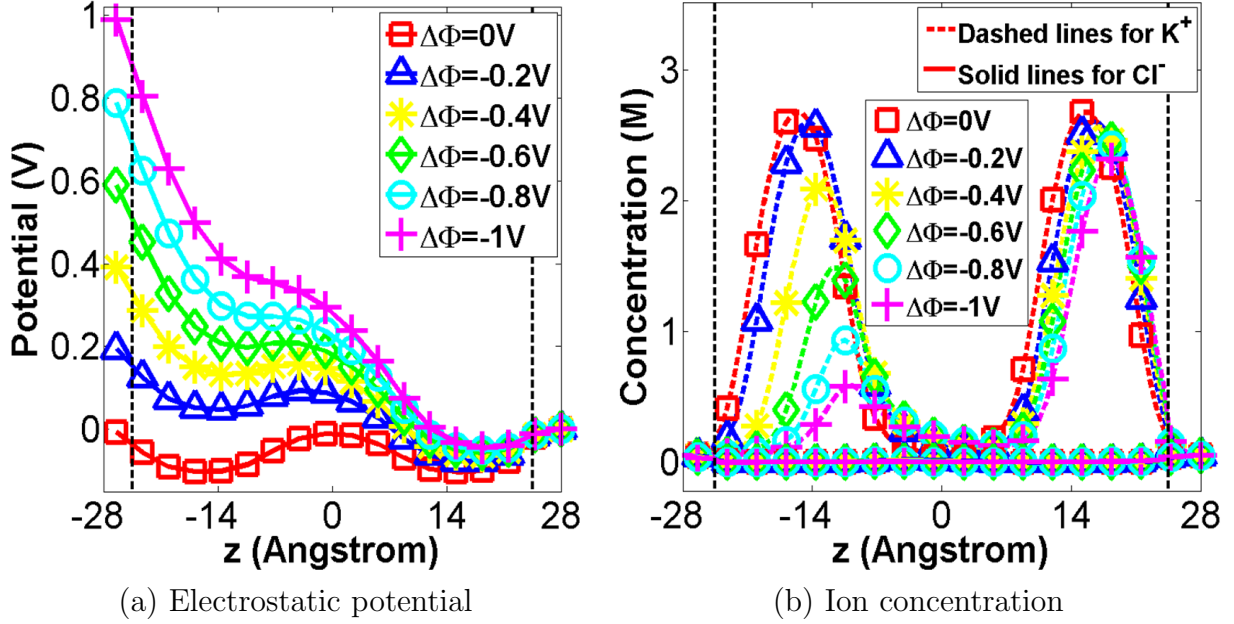 1
0.8
0.6
0.4
0.2
0
Potential (V)
-28 -14 0 14 28
z (Angstrom)
ΔΦ=0V
ΔΦ=-0.2V
ΔΦ=-0.4V
ΔΦ=-0.6V
ΔΦ=-0.8V
ΔΦ=-1V
(a) Electrostatic potential
3
2
1
0
Concentration (M)
-28 -14 0 14 28
z (Angstrom)
Dashed lines for K⁺
Solid lines for Cl⁻
ΔΦ=0V
ΔΦ=-0.2V
ΔΦ=-0.4V
ΔΦ=-0.6V
ΔΦ=-0.8V
ΔΦ=-1V
(b) Ion concentration